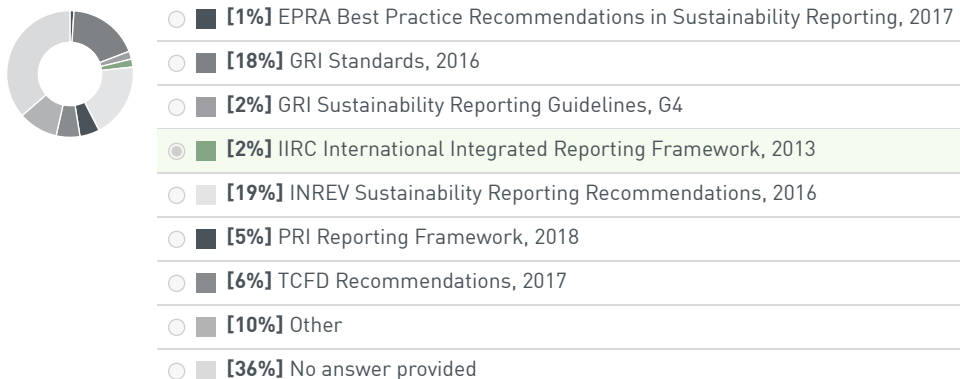 [1%] EPRA Best Practice Recommendations in Sustainability Reporting, 2017
[18%] GRI Standards, 2016
[2%] GRI Sustainability Reporting Guidelines, G4
[2%] IIRC International Integrated Reporting Framework, 2013
[19%] INREV Sustainability Reporting Recommendations, 2016
[5%] PRI Reporting Framework, 2018
[6%] TCFD Recommendations, 2017
[10%] Other
[36%] No answer provided